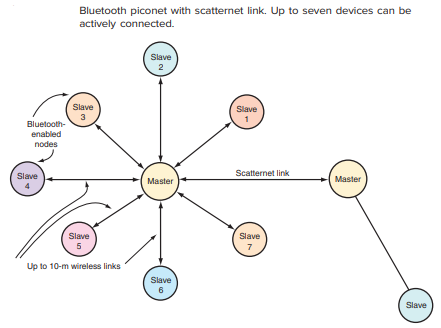 Bluetooth piconet with scatternet link. Up to seven devices can be
actively connected.
Slave
2
Slave
3
Slave
1
Bluetooth-
enabled
nodes
Slave
4
Master
Scatternet link
Master
Slave
5
Slave
7
Up to 10-m wireless links
Slave
6
Slave